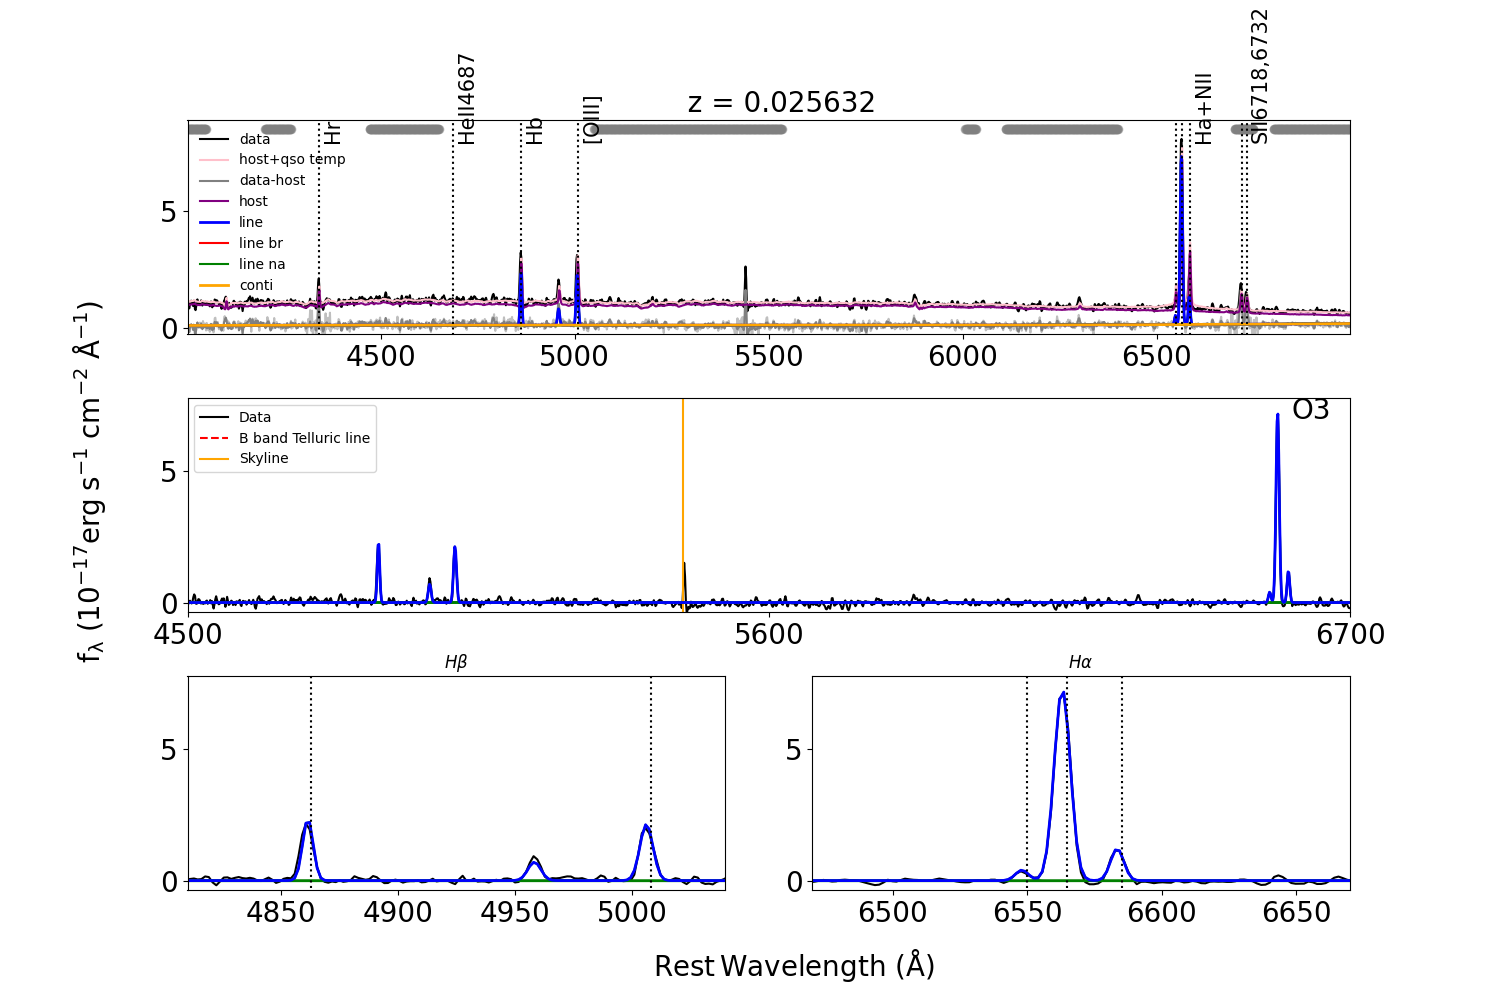 z = 0.025632
Hr
HeII4687
Hb
[OIII]
Ha+NII
SII6718,6732
data
host+qso temp
data-host
host
line
line br
line na
conti
5
0
4500
5000
5500
6000
6500
Data
B band Telluric line
Skyline
O3
5
0
4500
5600
6700
fλ (10⁻¹⁷erg s⁻¹ cm⁻² Å⁻¹)
Hβ
5
0
4850
4900
4950
5000
Hα
5
0
6500
6550
6600
6650
Rest Wavelength (Å)